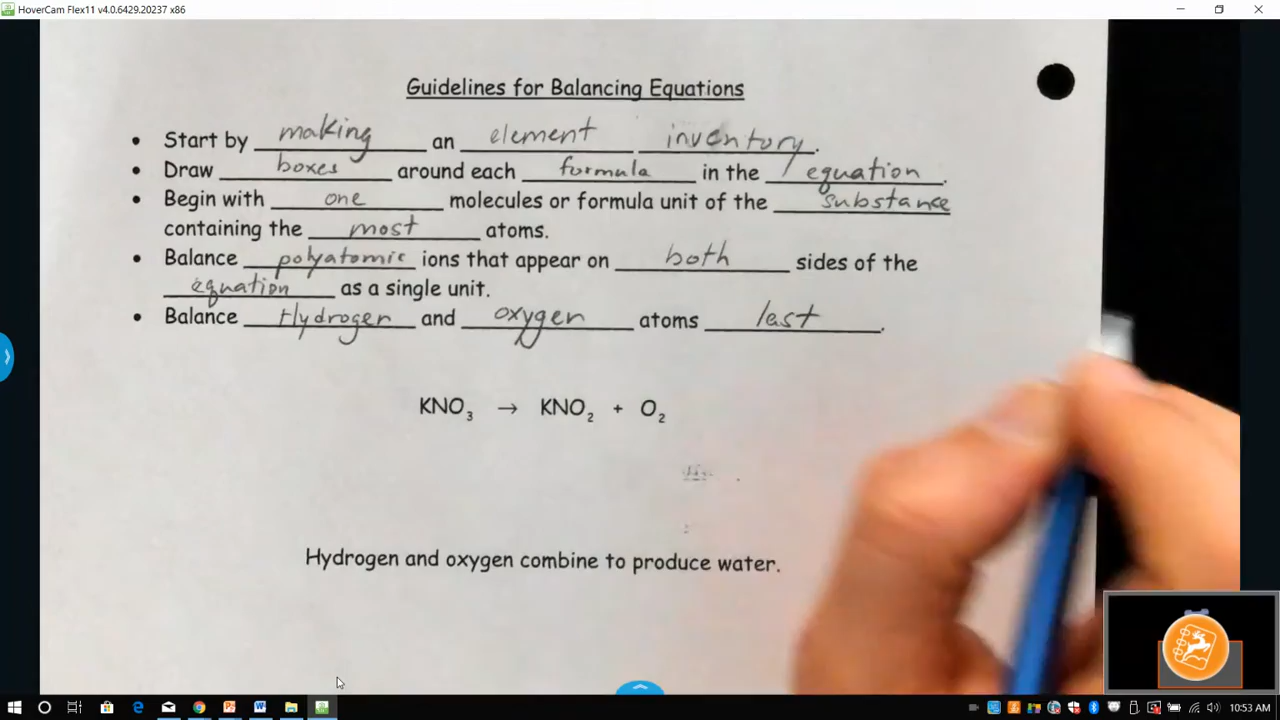 HoverCam Flex11 v4.0.6429.20237 x86
Guidelines for Balancing Equations
• Start by making an element inventory.
• Draw boxes around each formula in the equation.
• Begin with one molecules or formula unit of the substance
containing the most atoms.
• Balance polyatomic ions that appear on both sides of the
equation as a single unit.
• Balance Hydrogen and oxygen atoms last.
KNO₃ → KNO₂ + O₂
Hydrogen and oxygen combine to produce water.
10:53 AM